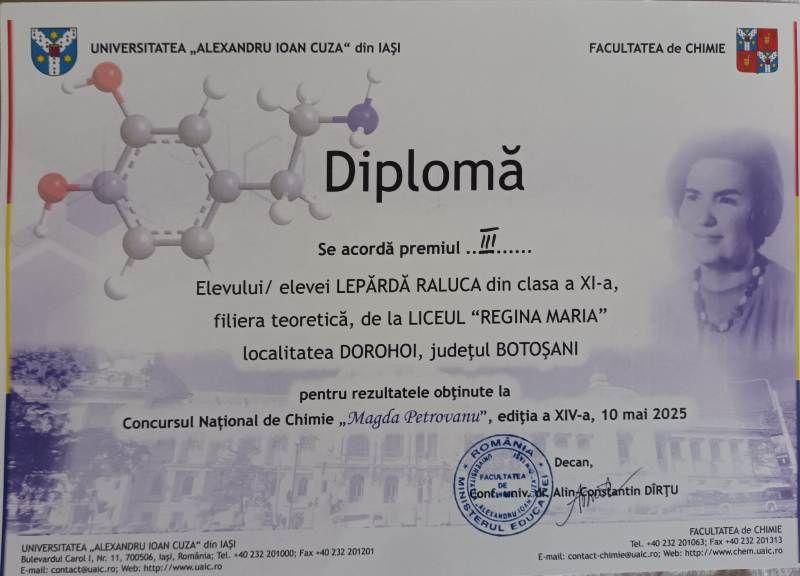 UNIVERSITATEA „ALEXANDRU IOAN CUZA“ din IAȘI
FACULTATEA de CHIMIE
Diplomă
Se acordă premiul ..III......
Elevului/ elevei LEPĂRDĂ RALUCA din clasa a XI-a,
filiera teoretică, de la LICEUL “REGINA MARIA”
localitatea DOROHOI, județul BOTOȘANI
pentru rezultatele obținute la
Concursul Național de Chimie „Magda Petrovanu”, ediția a XIV-a, 10 mai 2025
Decan,
Conf. univ. dr. Alin-Constantin DÎRȚU
ROMÂNIA
MINISTERUL EDUCAȚIEI
UNIVERSITATEA
ALEXANDRU IOAN CUZA
FACULTATEA
DE
CHIMIE
UNIVERSITATEA „ALEXANDRU IOAN CUZA” din IAȘI
Bulevardul Carol I, Nr. 11, 700506, Iași, România; Tel. +40 232 201000; Fax +40 232 201201
E-mail: contact@uaic.ro; Web: http://www.uaic.ro
FACULTATEA de CHIMIE
Tel. +40 232 201063; Fax +40 232 201313
E-mail: contact-chimie@uaic.ro; Web: http://www.chem.uaic.ro